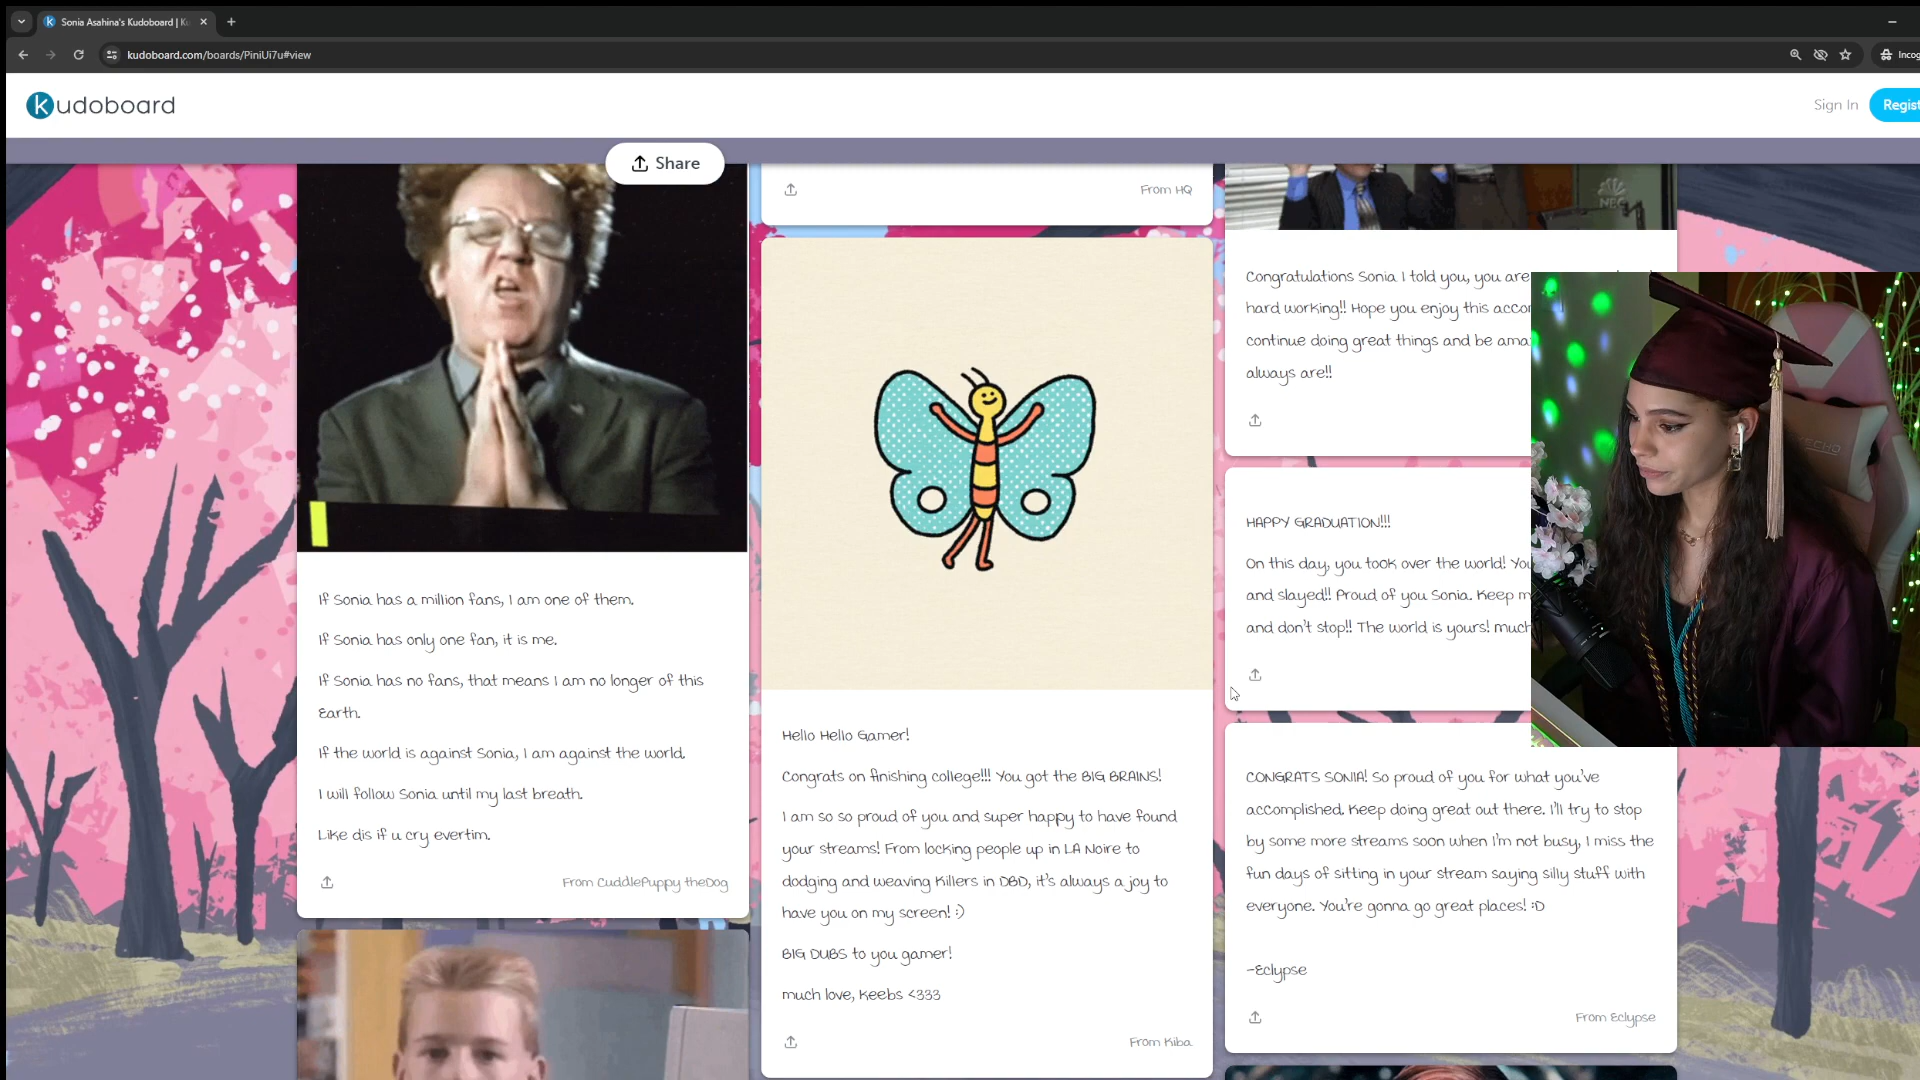 Sonia Asahina's Kudoboard | Ku
kudoboard.com/boards/PiniUi7u#view
Incog
kudoboard
Sign In
Regist
Share
If Sonia has a million fans, I am one of them.
If Sonia has only one fan, it is me.
If Sonia has no fans, that means I am no longer of this
Earth.
If the world is against Sonia, I am against the world.
I will follow Sonia until my last breath.
Like dis if u cry evertim.
From CuddlePuppy theDog
From HQ
Hello Hello Gamer!
Congrats on finishing college!!! You got the BIG BRAINS!
I am so so proud of you and super happy to have found
your streams! From locking people up in LA Noire to
dodging and weaving Killers in DBD, it's always a joy to
have you on my screen! :)
BIG DUBS to you gamer!
much love, Keebs <333
From Kiba
NBC
Congratulations Sonia I told you, you are
hard working!! Hope you enjoy this accom
continue doing great things and be ama
always are!!
HAPPY GRADUATION!!!
On this day, you took over the world! You
and slayed!! Proud of you Sonia. Keep m
and don't stop!! The world is yours! much
CONGRATS SONIA! So proud of you for what you've
accomplished. Keep doing great out there. I'll try to stop
by some more streams soon when I'm not busy, I miss the
fun days of sitting in your stream saying silly stuff with
everyone. You're gonna go great places! :D
-Eclypse
From Eclypse